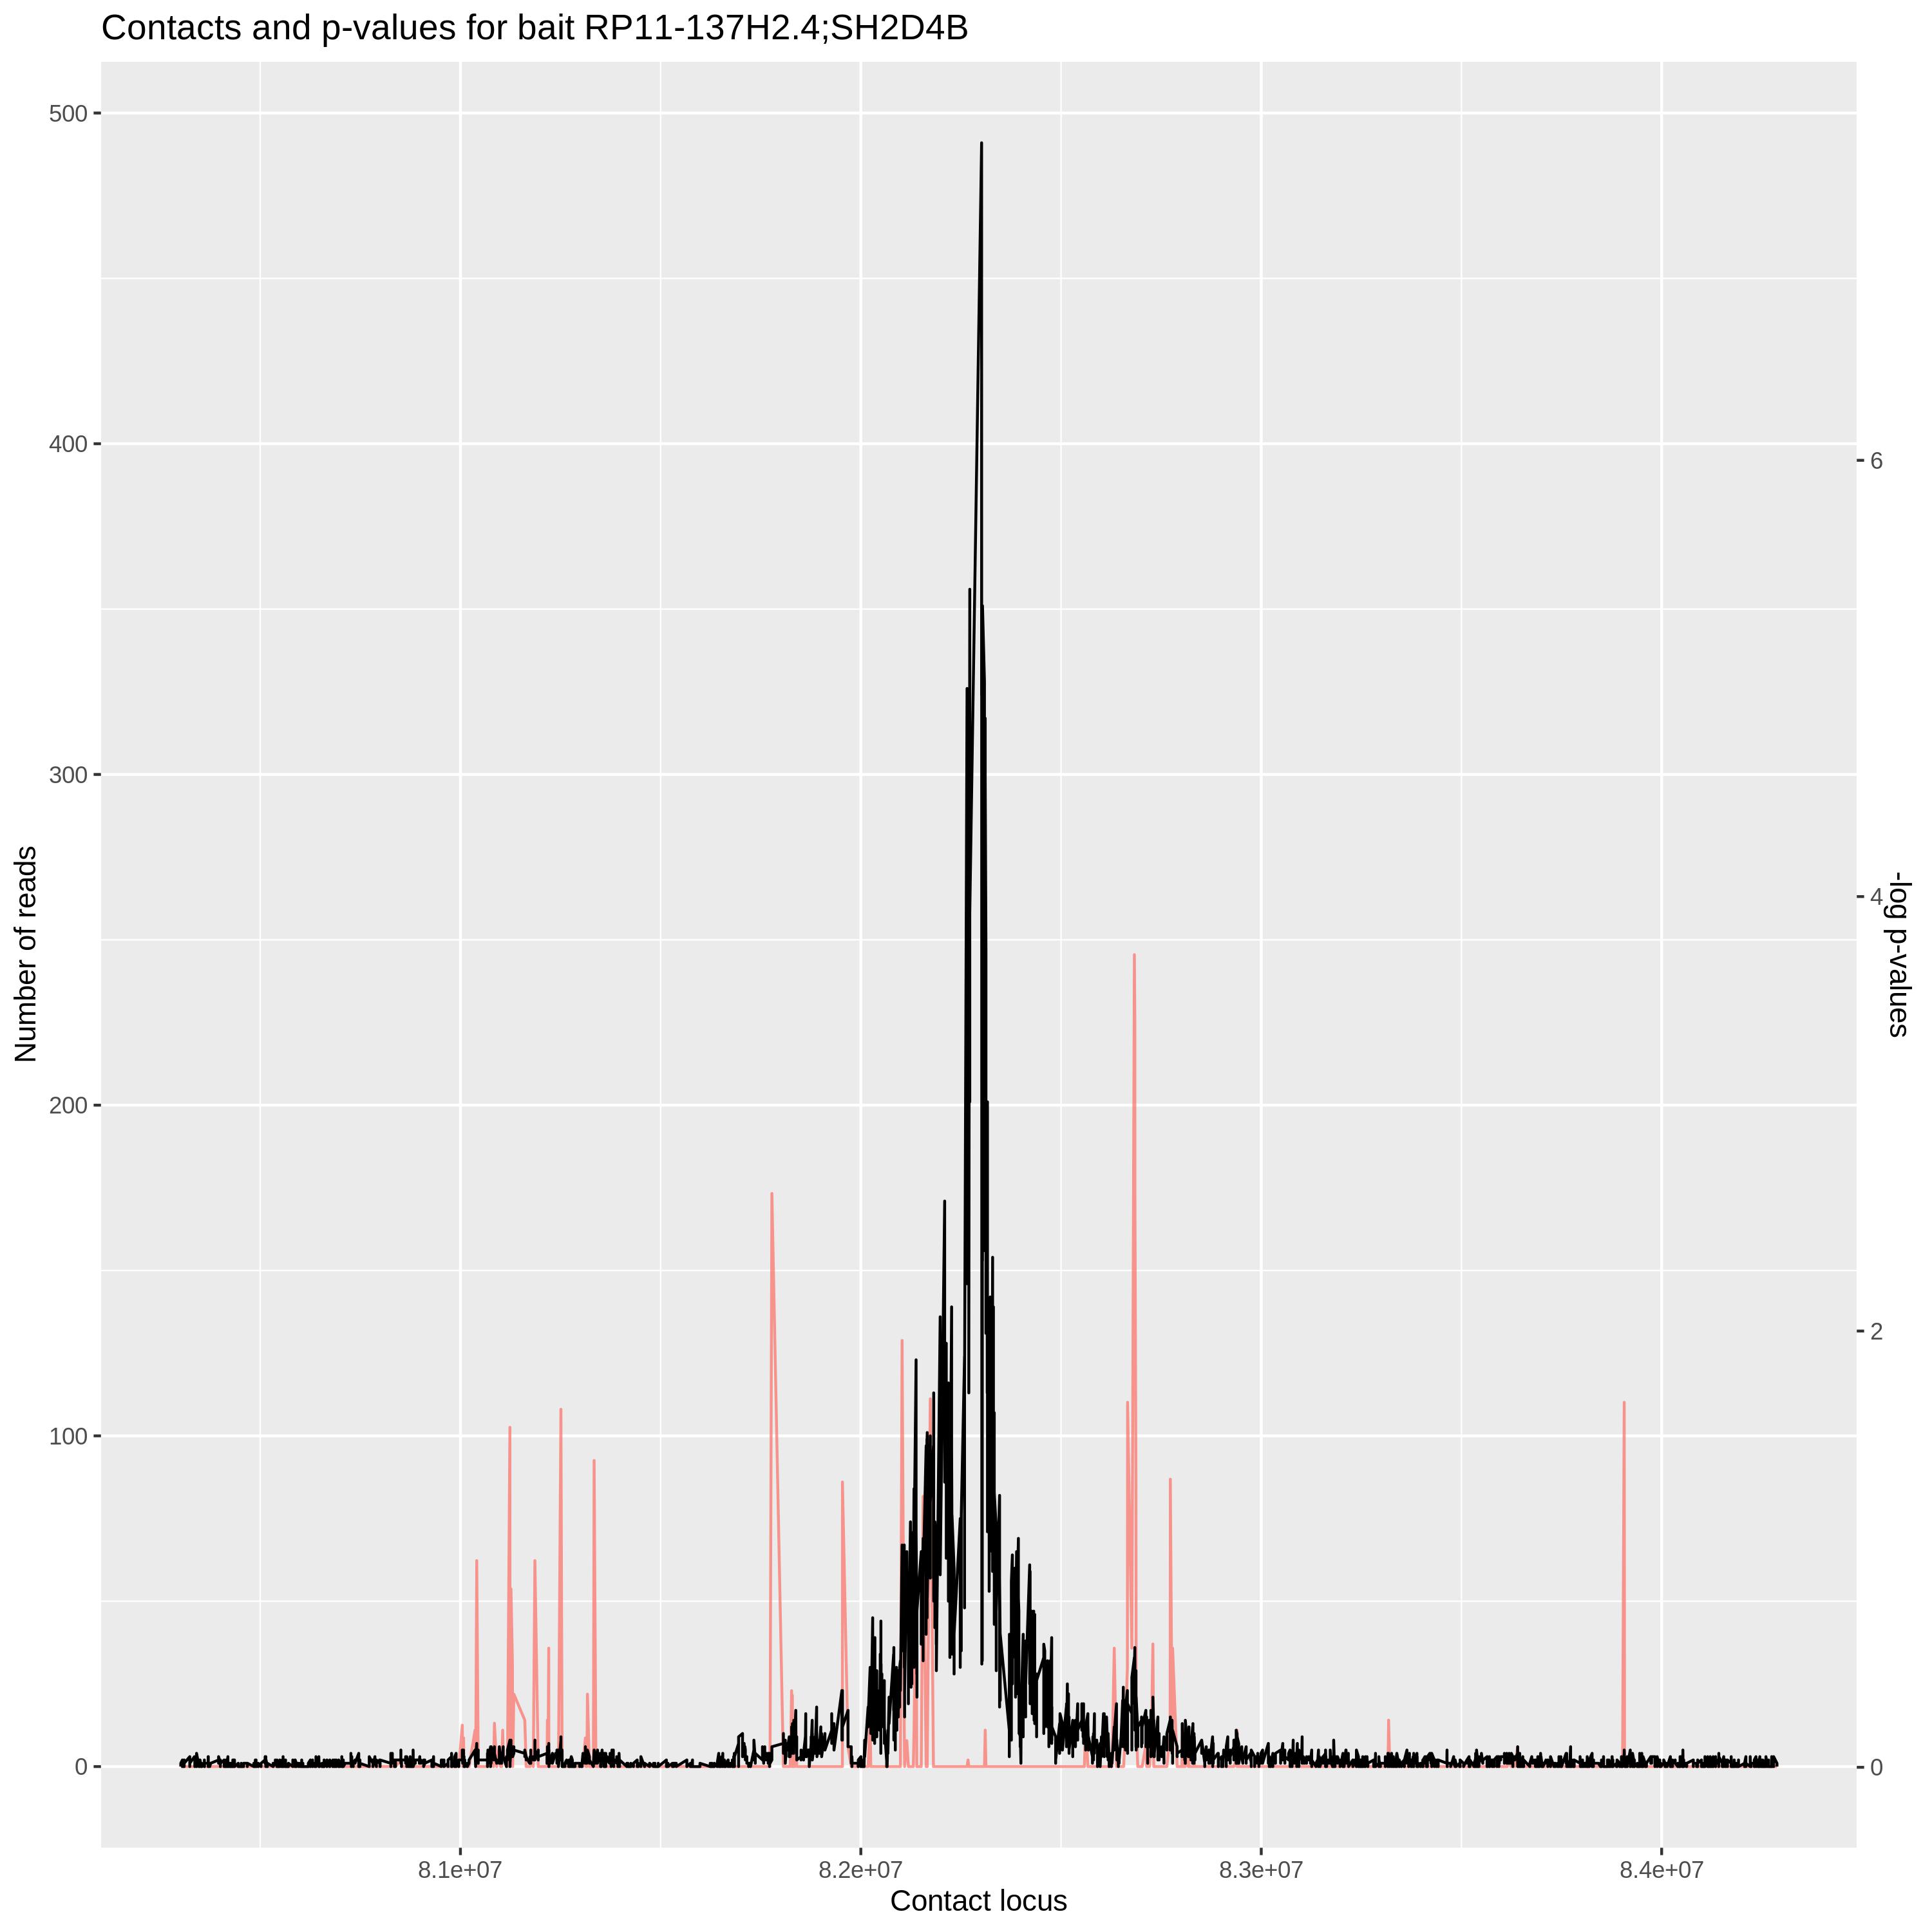 Contacts and p-values for bait RP11-137H2.4;SH2D4B
500
400
300
200
100
0
Number of reads
6
4
2
0
-log p-values
8.1e+07 8.2e+07 8.3e+07 8.4e+07
Contact locus